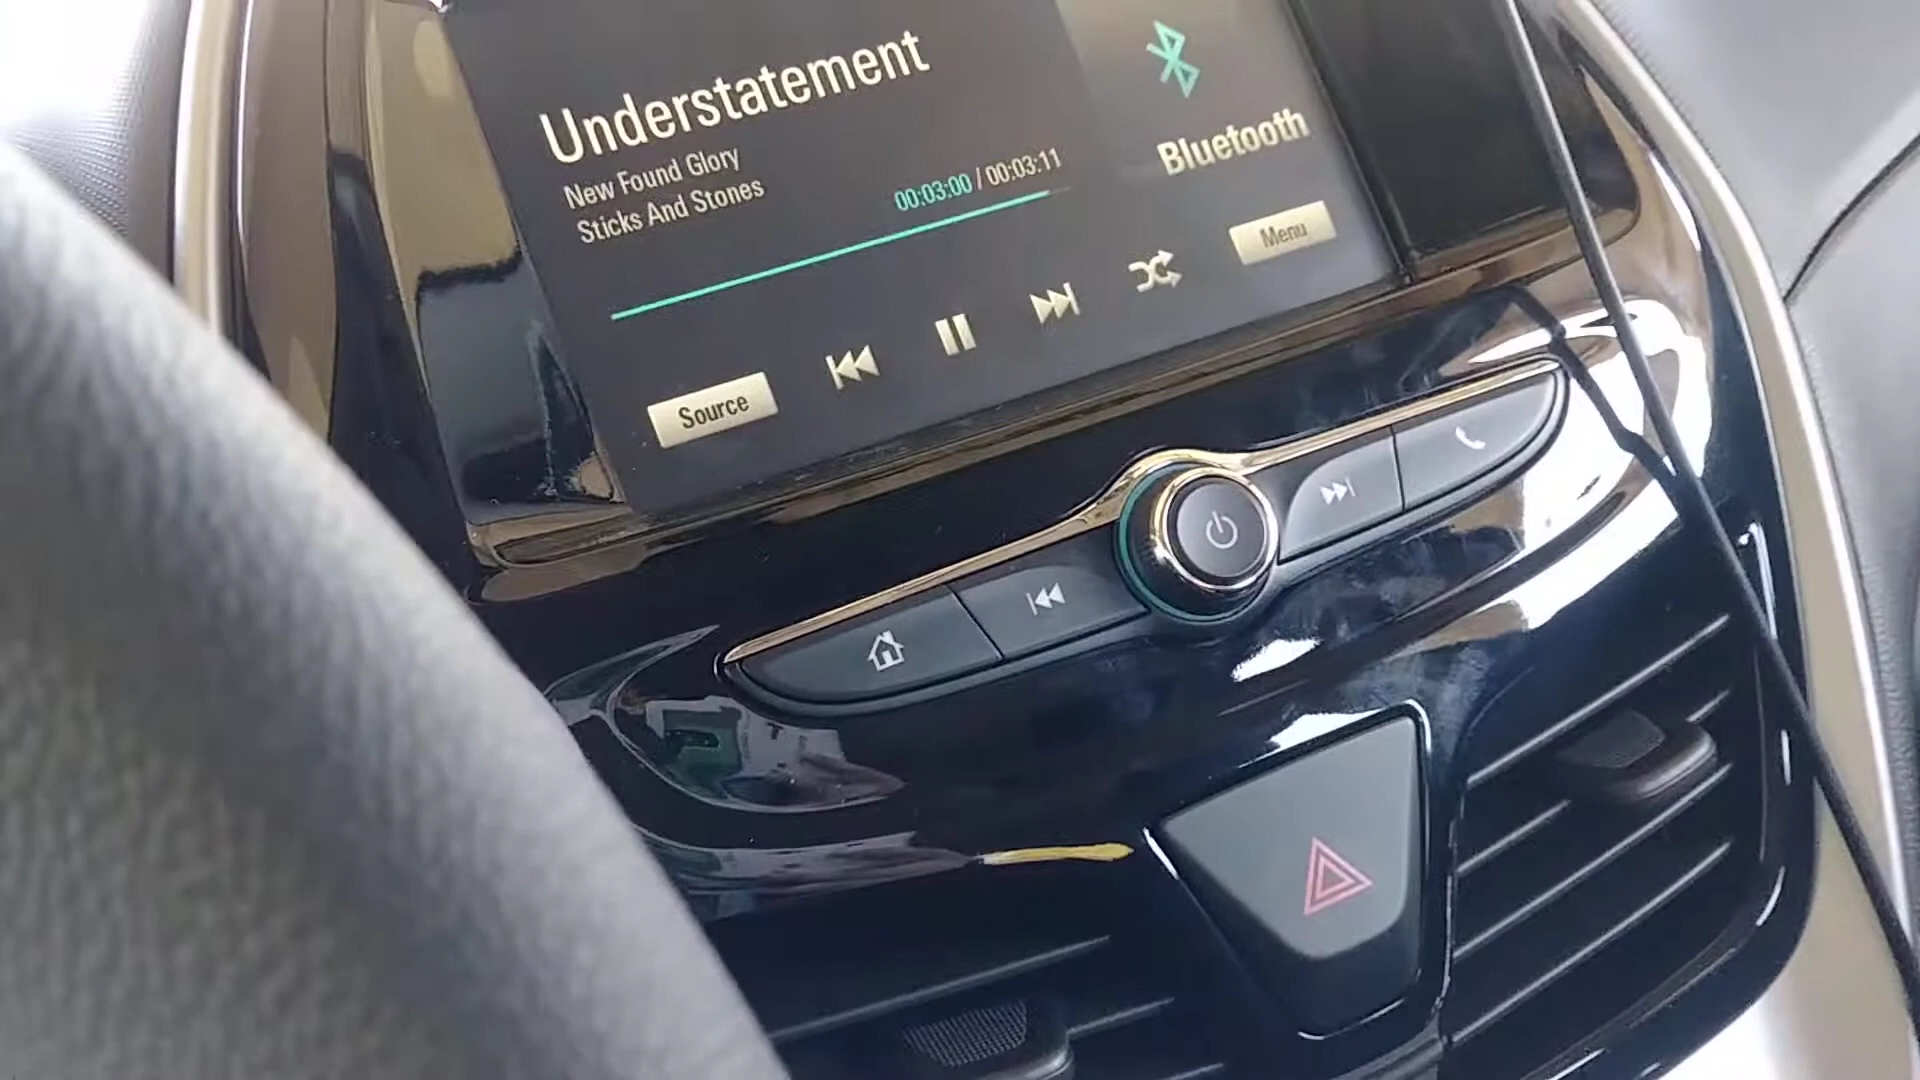 Understatement
New Found Glory
Sticks And Stones
00:03:00 / 00:03:11
Bluetooth
Menu
Source